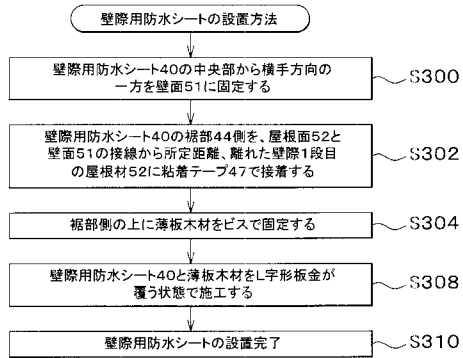 壁際用防水シートの設置方法
壁際用防水シート40の中央部から横手方向の
一方を壁面51に固定する
S300
壁際用防水シート40の裾部44側を、屋根面52と
壁面51の接線から所定距離、離れた壁際1段目
の屋根材52に粘着テープ47で接着する
S302
裾部側の上に薄板木材をビスで固定する
S304
壁際用防水シート40と薄板木材をL字形板金が
覆う状態で施工する
S308
壁際用防水シートの設置完了
S310